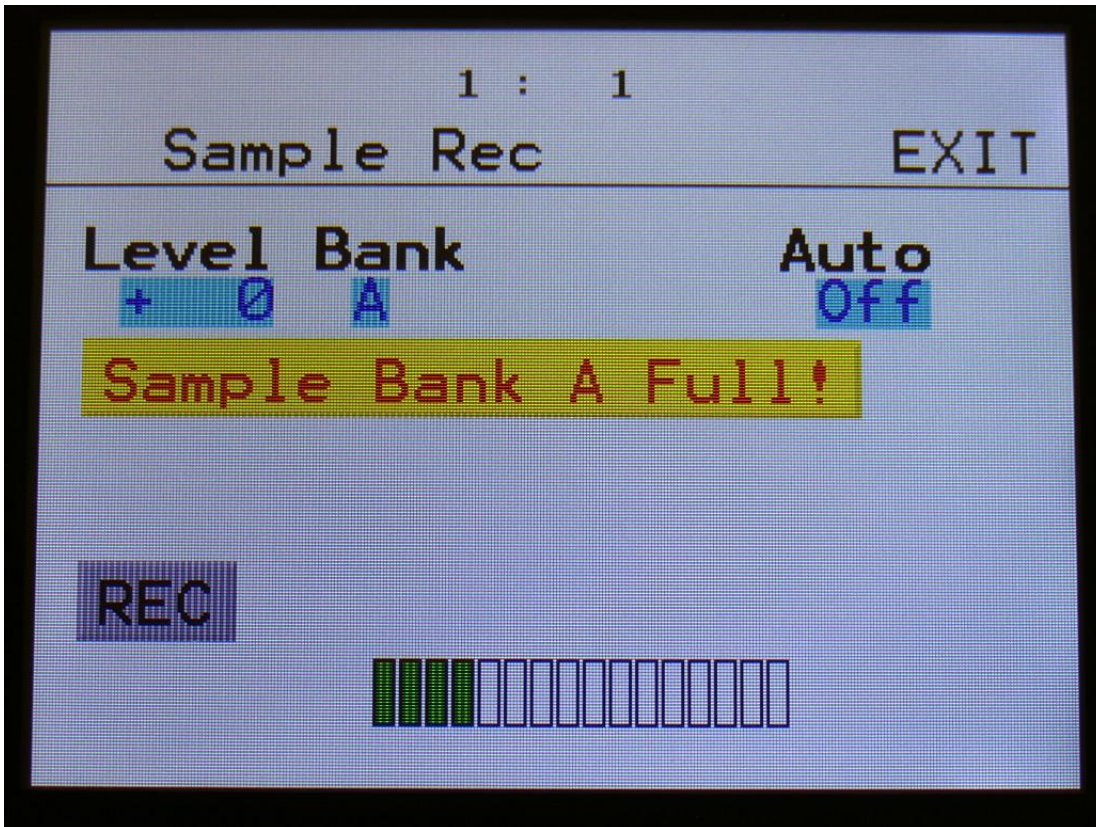 1 : 1
Sample Rec EXIT
Level Bank Auto
+ 0 A Off
Sample Bank A Full!
REC